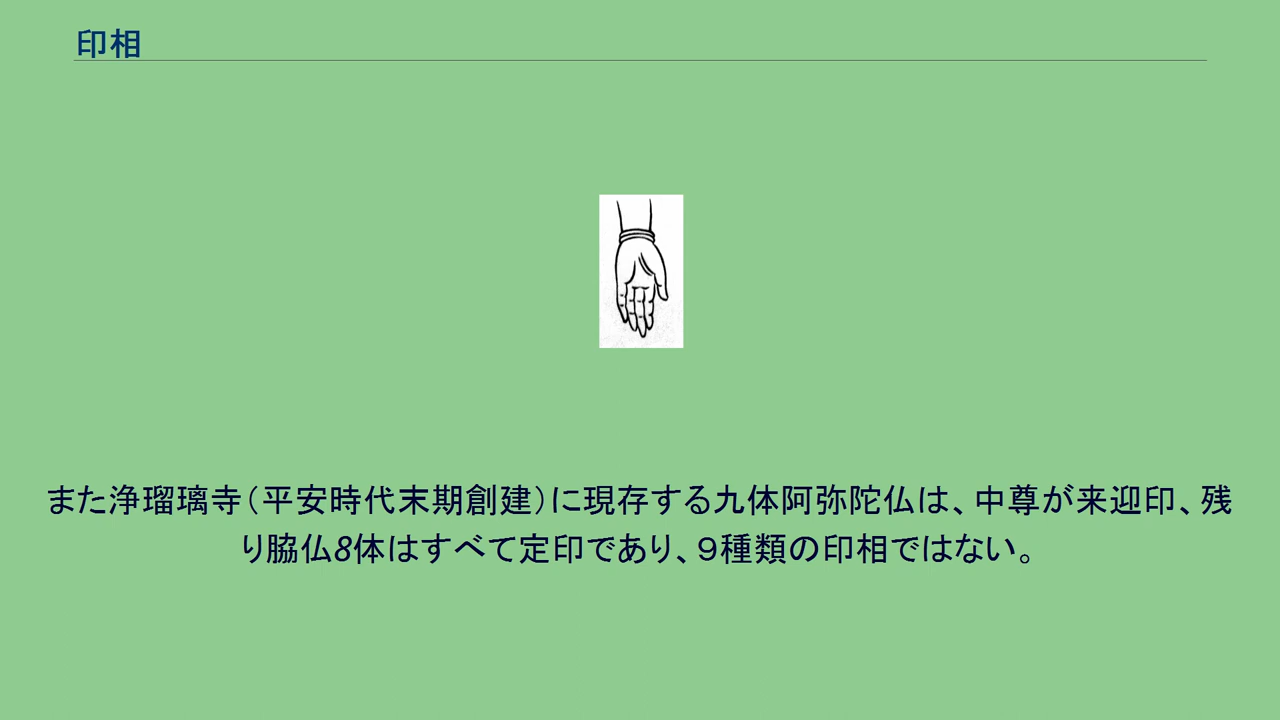 印相
また浄瑠璃寺（平安時代末期創建）に現存する九体阿弥陀仏は、中尊が来迎印、残
り脇仏8体はすべて定印であり、９種類の印相ではない。